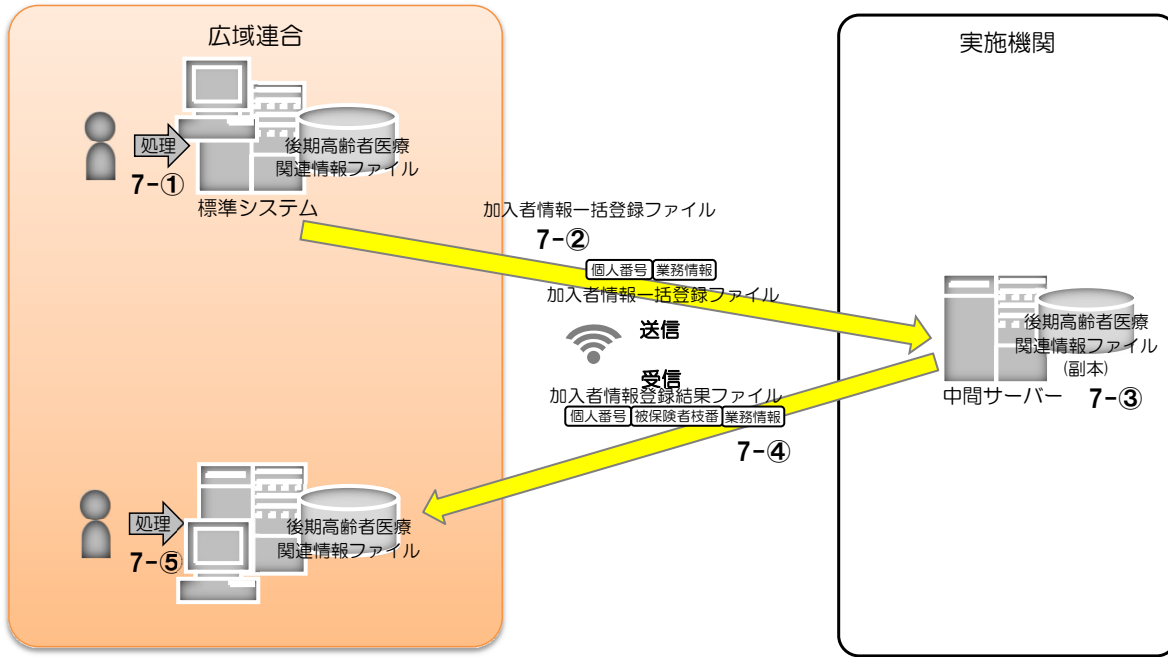 広域連合
処理
7-①
後期高齢者医療
関連情報ファイル
標準システム
加入者情報一括登録ファイル
7-②
個人番号 業務情報
加入者情報一括登録ファイル
送信
受信
加入者情報登録結果ファイル
個人番号 被保険者枝番 業務情報
7-④
実施機関
後期高齢者医療
関連情報ファイル
(副本)
中間サーバー
7-③
処理
7-⑤
後期高齢者医療
関連情報ファイル